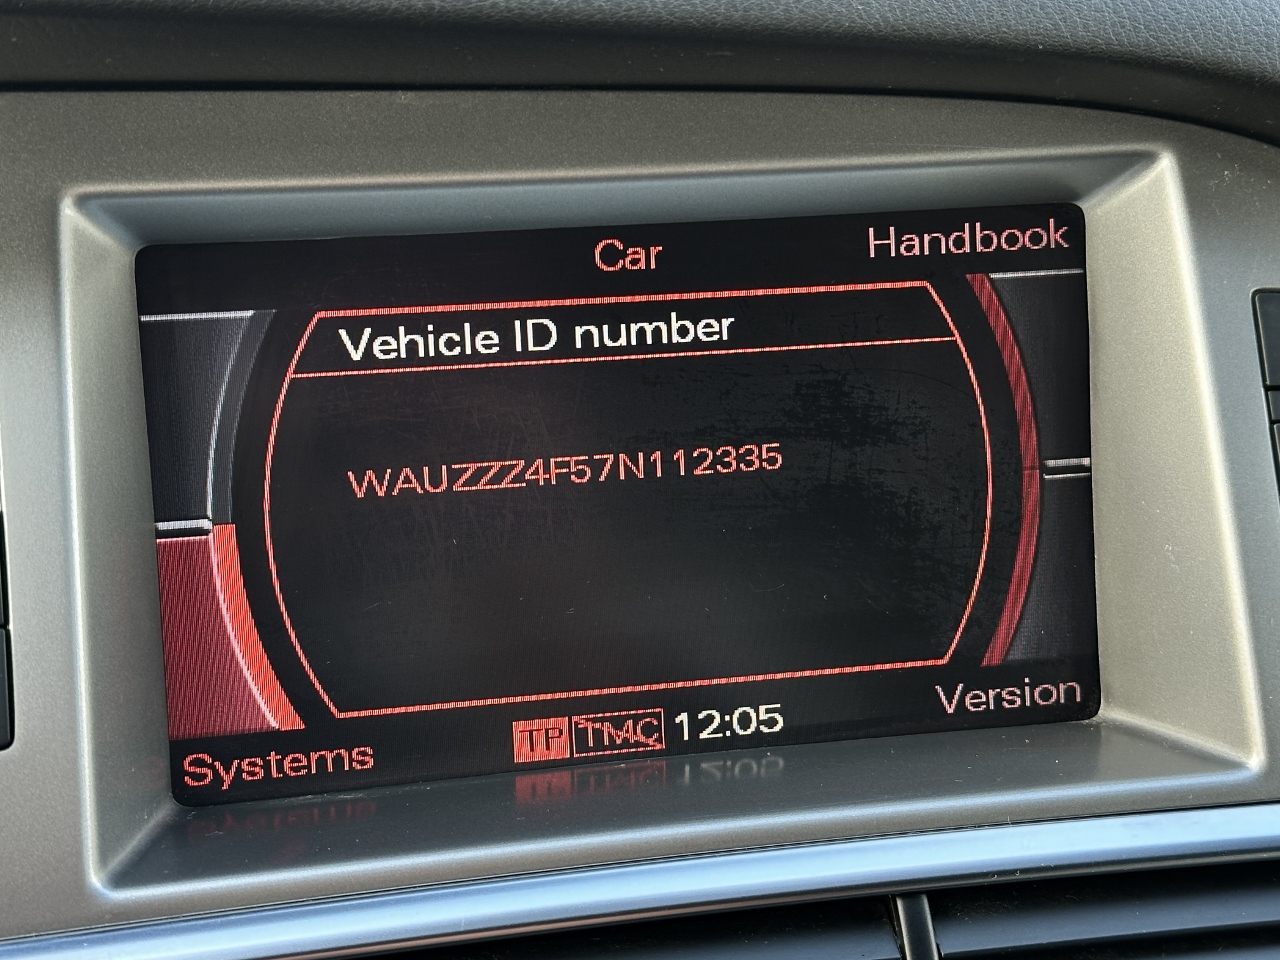 Car
Handbook
Vehicle ID number
WAUZZZ4F57N112335
Version
Systems
TP TMC 12:05